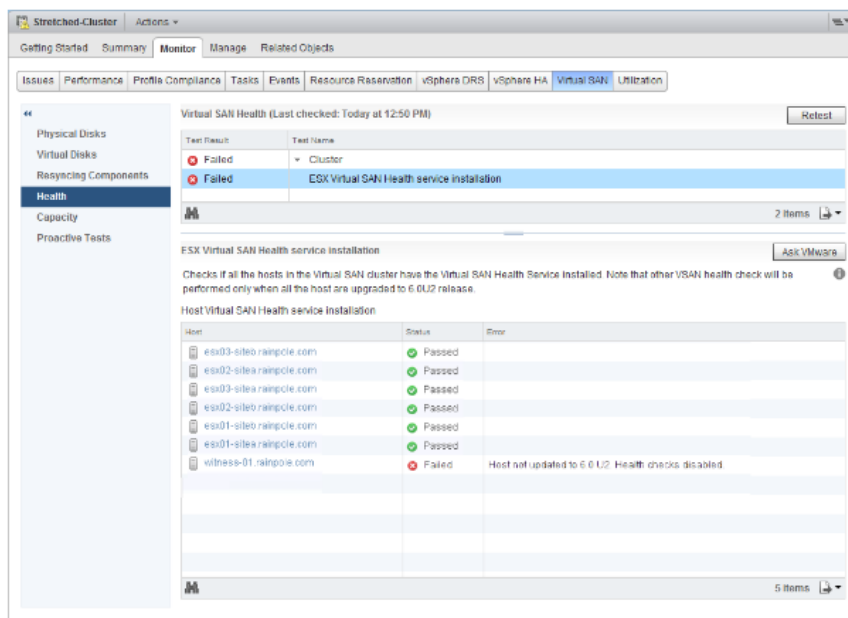 Stretched-Cluster Actions
Getting Started Summary Monitor Manage Related Objects
Issues Performance Profile Compliance Tasks Events Resource Reservation vSphere DRS vSphere HA Virtual SAN Utilization
Physical Disks
Virtual Disks
Resyncing Components
Health
Capacity
Proactive Tests
Virtual SAN Health (Last checked: Today at 12:50 PM)
Retest
Test Result Test Name
Failed Cluster
Failed ESX Virtual SAN Health service installation
2 items
ESX Virtual SAN Health service installation
Ask VMware
Checks if all the hosts in the Virtual SAN cluster have the Virtual SAN Health Service installed. Note that other VSAN health check will be
performed only when all the host are upgraded to 6.0U2 release.
Host Virtual SAN Health service installation
Host Status Error
esx03-siteb.rainpole.com Passed
esx02-sitea.rainpole.com Passed
esx03-sitea.rainpole.com Passed
esx02-siteb.rainpole.com Passed
esx01-siteb.rainpole.com Passed
esx01-sitea.rainpole.com Passed
witness-01.rainpole.com Failed Host not updated to 6.0 U2. Health checks disabled.
5 items